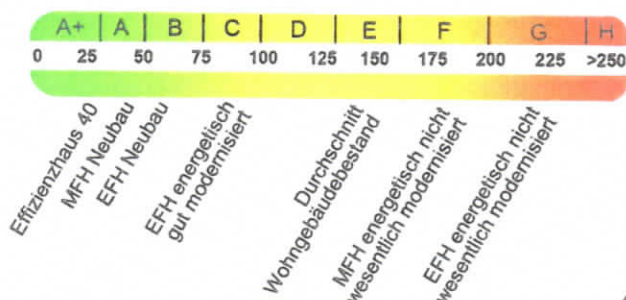 A+ A B C D E F G H
0 25 50 75 100 125 150 175 200 225 >250
Effizienzhaus 40
MFH Neubau
EFH Neubau
EFH energetisch
gut modernisiert
Durchschnitt
Wohngebäudebestand
MFH energetisch nicht
wesentlich modernisiert
EFH energetisch nicht
wesentlich modernisiert